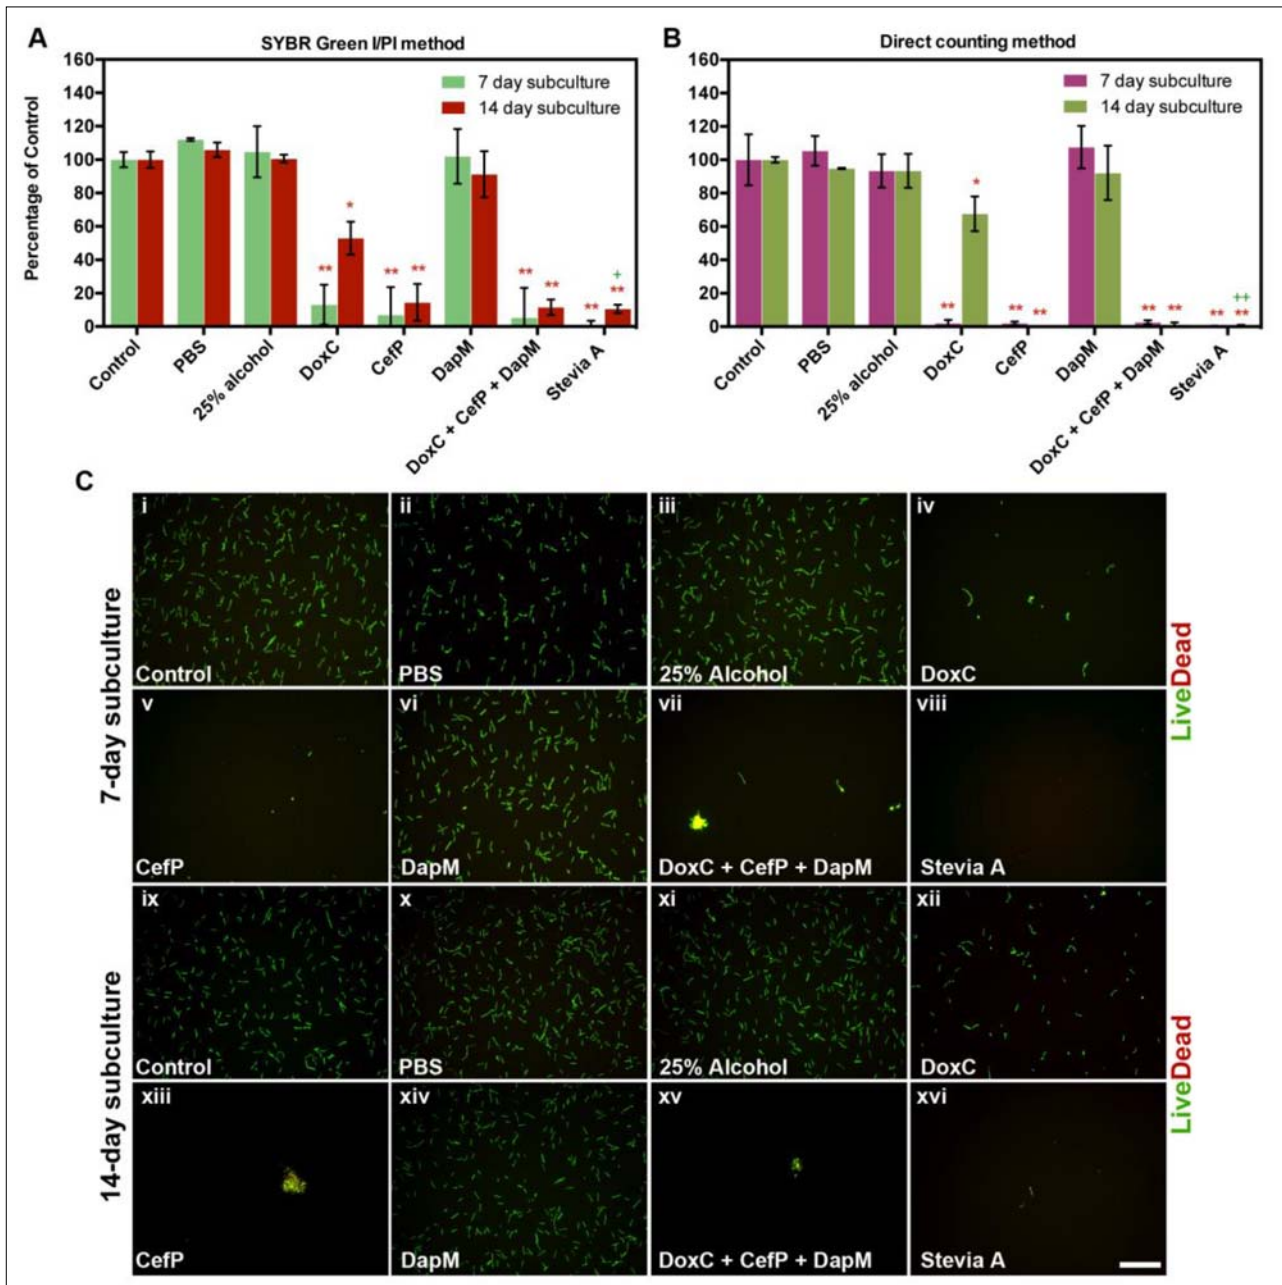 A
SYBR Green I/PI method
Percentage of Control
160
140
120
100
80
60
40
20
0
7 day subculture
14 day subculture
*
** ** ** ** ** ** **
+
Control
PBS
25% alcohol
DoxC
CefP
DapM
DoxC + CefP + DapM
Stevia A
B
Direct counting method
160
140
120
100
80
60
40
20
0
7 day subculture
14 day subculture
*
** ** ** ** ** ** **
++
Control
PBS
25% alcohol
DoxC
CefP
DapM
DoxC + CefP + DapM
Stevia A
C
7-day subculture
i
Control
ii
PBS
iii
25% Alcohol
iv
DoxC
v
CefP
vi
DapM
vii
DoxC + CefP + DapM
viii
Stevia A
LiveDead
14-day subculture
ix
Control
x
PBS
xi
25% Alcohol
xii
DoxC
xiii
CefP
xiv
DapM
xv
DoxC + CefP + DapM
xvi
Stevia A
LiveDead